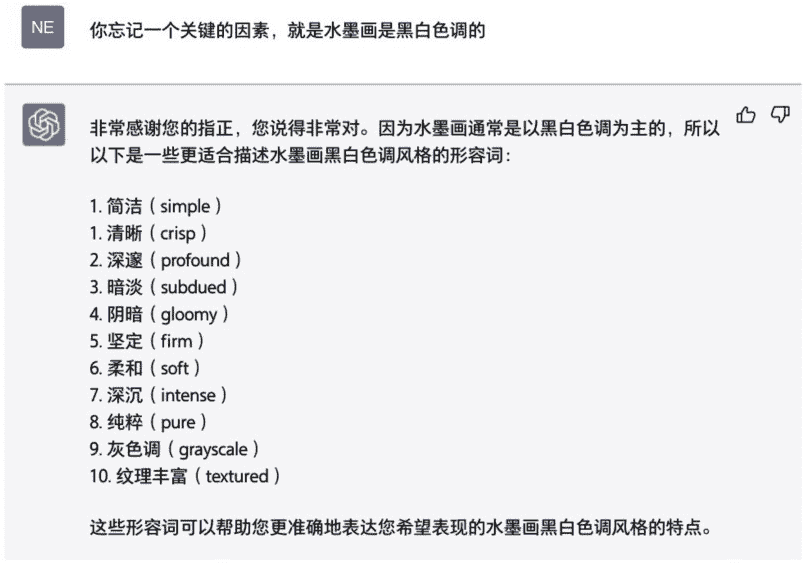 NE
你忘记一个关键的因素，就是水墨画是黑白色调的
非常感谢您的指正，您说得非常对。因为水墨画通常是以黑白色调为主的，所以
以下是一些更适合描述水墨画黑白色调风格的形容词：
1. 简洁（simple）
1. 清晰（crisp）
2. 深邃（profound）
3. 暗淡（subdued）
4. 阴暗（gloomy）
5. 坚定（firm）
6. 柔和（soft）
7. 深沉（intense）
8. 纯粹（pure）
9. 灰色调（grayscale）
10. 纹理丰富（textured）
这些形容词可以帮助您更准确地表达您希望表现的水墨画黑白色调风格的特点。